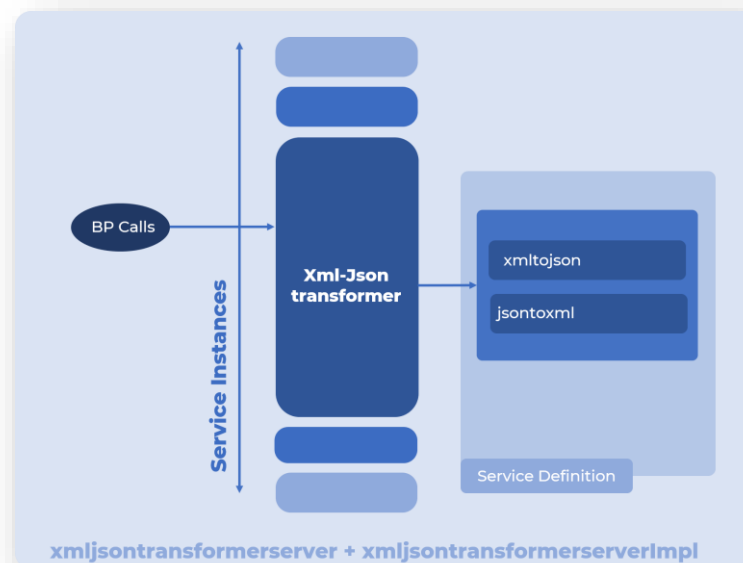 BP Calls
Service Instances
Xml-Json
transformer
xmltojson
jsontoxml
Service Definition
xmljsontransformerserver + xmljsontransformerserverImpl